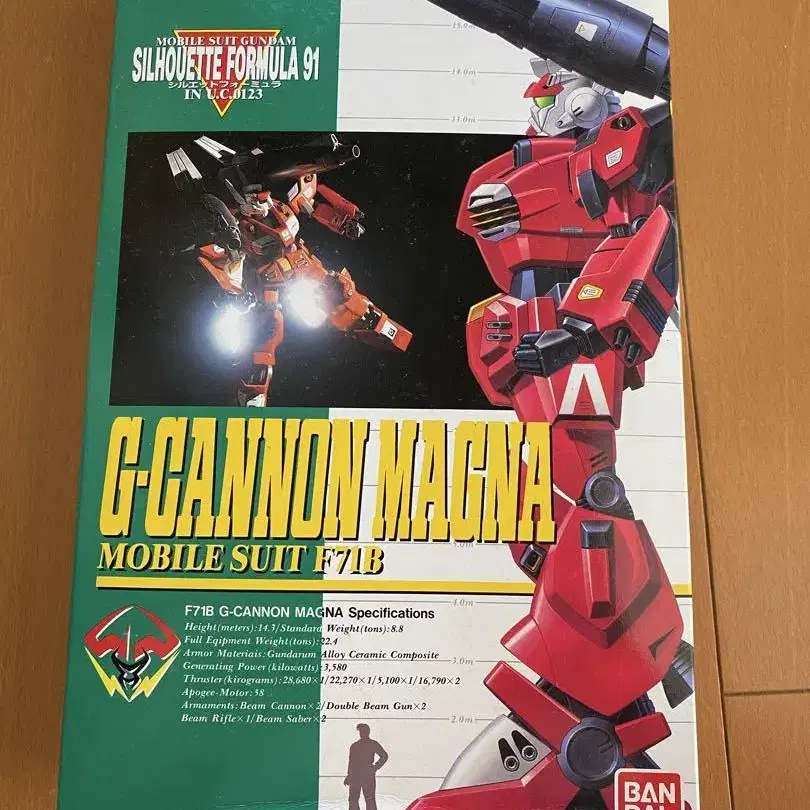 MOBILE SUIT GUNDAM
SILHOUETTE FORMULA 91
シルエットフォーミュラ
IN U.C.0123
15.0m
14.0m
13.0m
G-CANNON MAGNA
MOBILE SUIT F71B
5.0m
F71B G-CANNON MAGNA Specifications
Height(meters):14.3/Standard Weight(tons):8.8
Full Eqipment Weight(tons):22.4
Armor Materiais:Gundarum Alloy Ceramic Composite
Generating Power(kilowatts):3,580
Thruster(kirograms):28,680×1/22,270×1/5,100×1/16,790×2
Apogee-Motor:58
Armaments:Beam Cannon×2/Double Beam Gun×2
Beam Rifle×1/Beam Saber×2
4.0m
3.0m
2.0m
BAN